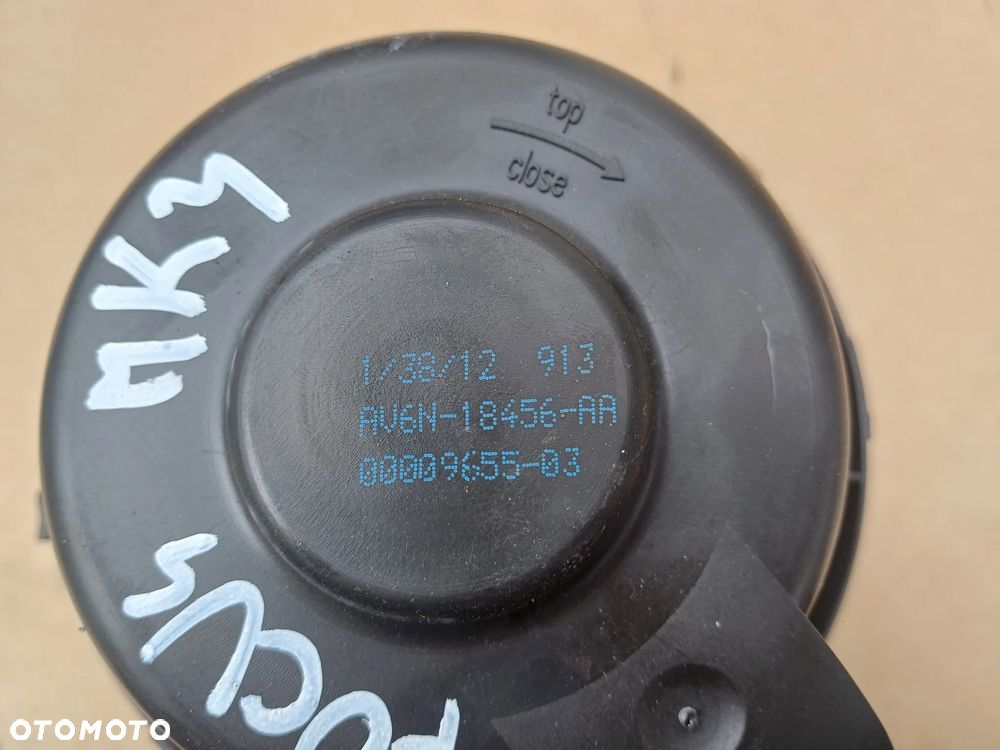 top
close
MK3
1/38/12 913
AV6N-18456-AA
00009655-03
FOCUS
OTOMOTO